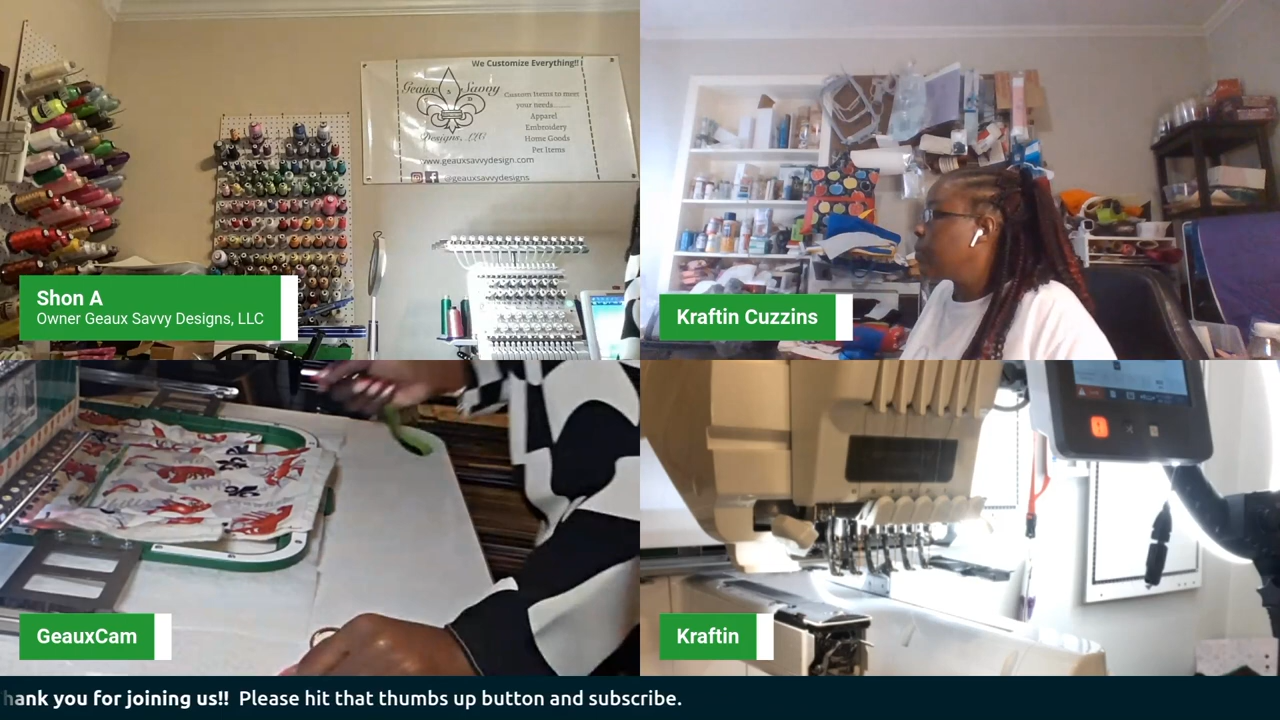 We Customize Everything!!
Geaux Savvy
Designs, LLC
Custom Items to meet
your needs.........
Apparel
Embroidery
Home Goods
Pet Items
www.geauxsavvydesign.com
@geauxsavvydesigns
Shon A
Owner Geaux Savvy Designs, LLC
Kraftin Cuzzins
GeauxCam
Kraftin
hank you for joining us!! Please hit that thumbs up button and subscribe.